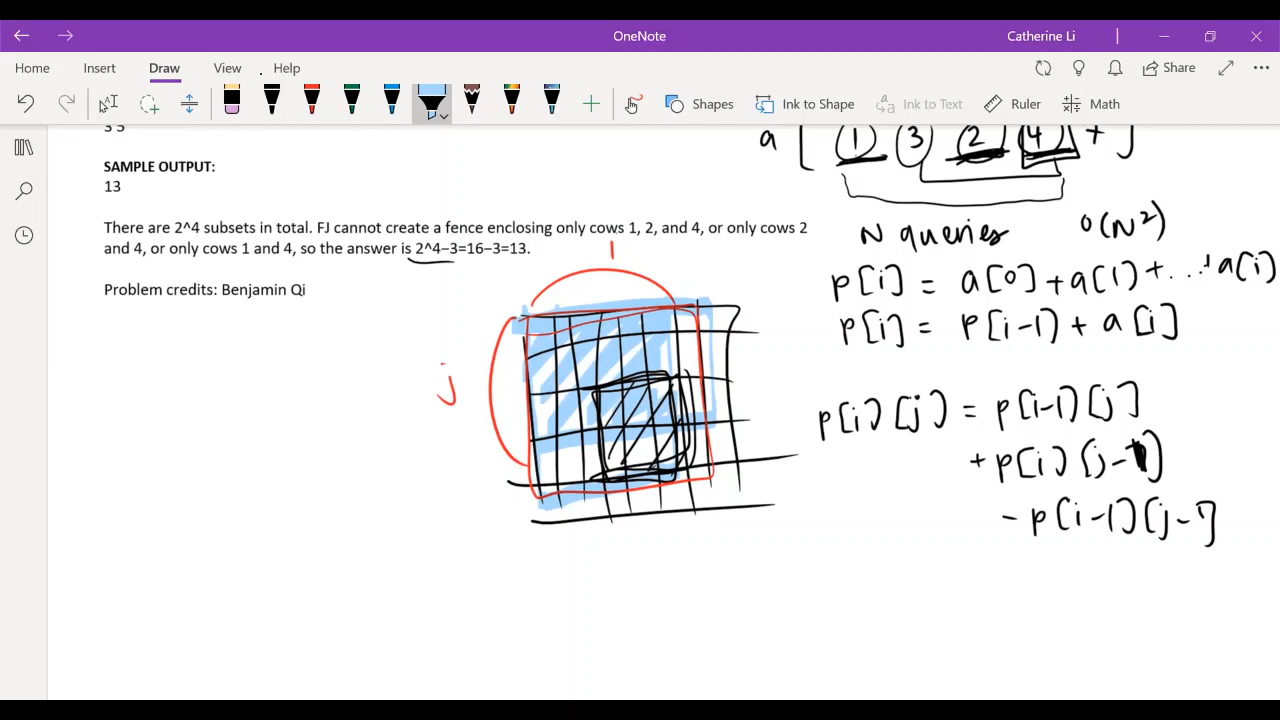 OneNote
Catherine Li
Home Insert Draw View Help
Share
Shapes Ink to Shape Ink to Text Ruler Math
3 5
SAMPLE OUTPUT:
13
There are 2^4 subsets in total. FJ cannot create a fence enclosing only cows 1, 2, and 4, or only cows 2
and 4, or only cows 1 and 4, so the answer is 2^4–3=16–3=13.
Problem credits: Benjamin Qi
a [ 1 3 2 4 7 ]
N queries O(N²)
p[i] = a[0] + a[1] + ... + a[i]
p[i] = p[i-1] + a[i]
i
j
p[i][j] = p[i-1][j]
+ p[i][j-1]
- p[i-1][j-1]